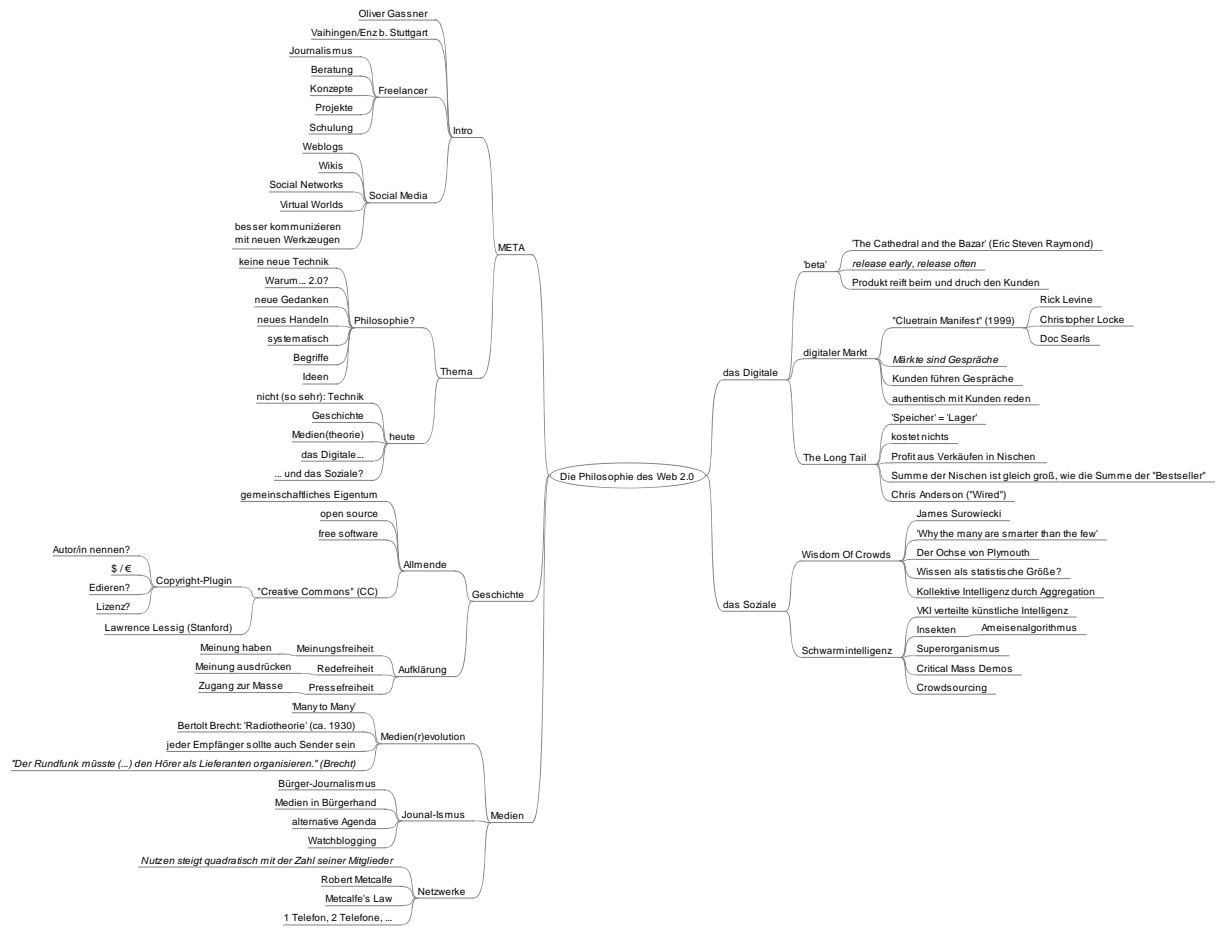 Die Philosophie des Web 2.0
META
Intro
Oliver Gassner
Vaihingen/Enz b. Stuttgart
Freelancer
Journalismus
Beratung
Konzepte
Projekte
Schulung
Social Media
Weblogs
Wikis
Social Networks
Virtual Worlds
besser kommunizieren
mit neuen Werkzeugen
Thema
Philosophie?
keine neue Technik
Warum... 2.0?
neue Gedanken
neues Handeln
systematisch
Begriffe
Ideen
heute
nicht (so sehr): Technik
Geschichte
Medien(theorie)
das Digitale...
... und das Soziale?
Geschichte
Allmende
gemeinschaftliches Eigentum
open source
free software
"Creative Commons" (CC)
Copyright-Plugin
Autor/in nennen?
$ / €
Edieren?
Lizenz?
Lawrence Lessig (Stanford)
Aufklärung
Meinungsfreiheit
Meinung haben
Redefreiheit
Meinung ausdrücken
Pressefreiheit
Zugang zur Masse
Medien
Medien(r)evolution
'Many to Many'
Bertolt Brecht: 'Radiotheorie' (ca. 1930)
jeder Empfänger sollte auch Sender sein
"Der Rundfunk müsste (...) den Hörer als Lieferanten organisieren." (Brecht)
Jounal-Ismus
Bürger-Journalismus
Medien in Bürgerhand
alternative Agenda
Watchblogging
Netzwerke
Nutzen steigt quadratisch mit der Zahl seiner Mitglieder
Robert Metcalfe
Metcalfe's Law
1 Telefon, 2 Telefone, ...
das Digitale
'beta'
'The Cathedral and the Bazar' (Eric Steven Raymond)
release early, release often
Produkt reift beim und druch den Kunden
digitaler Markt
"Cluetrain Manifest" (1999)
Rick Levine
Christopher Locke
Doc Searls
Märkte sind Gespräche
Kunden führen Gespräche
authentisch mit Kunden reden
The Long Tail
'Speicher' = 'Lager'
kostet nichts
Profit aus Verkäufen in Nischen
Summe der Nischen ist gleich groß, wie die Summe der "Bestseller"
Chris Anderson ("Wired")
das Soziale
Wisdom Of Crowds
James Surowiecki
'Why the many are smarter than the few'
Der Ochse von Plymouth
Wissen als statistische Größe?
Kollektive Intelligenz durch Aggregation
Schwarmintelligenz
VKI verteilte künstliche Intelligenz
Insekten
Ameisenalgorithmus
Superorganismus
Critical Mass Demos
Crowdsourcing